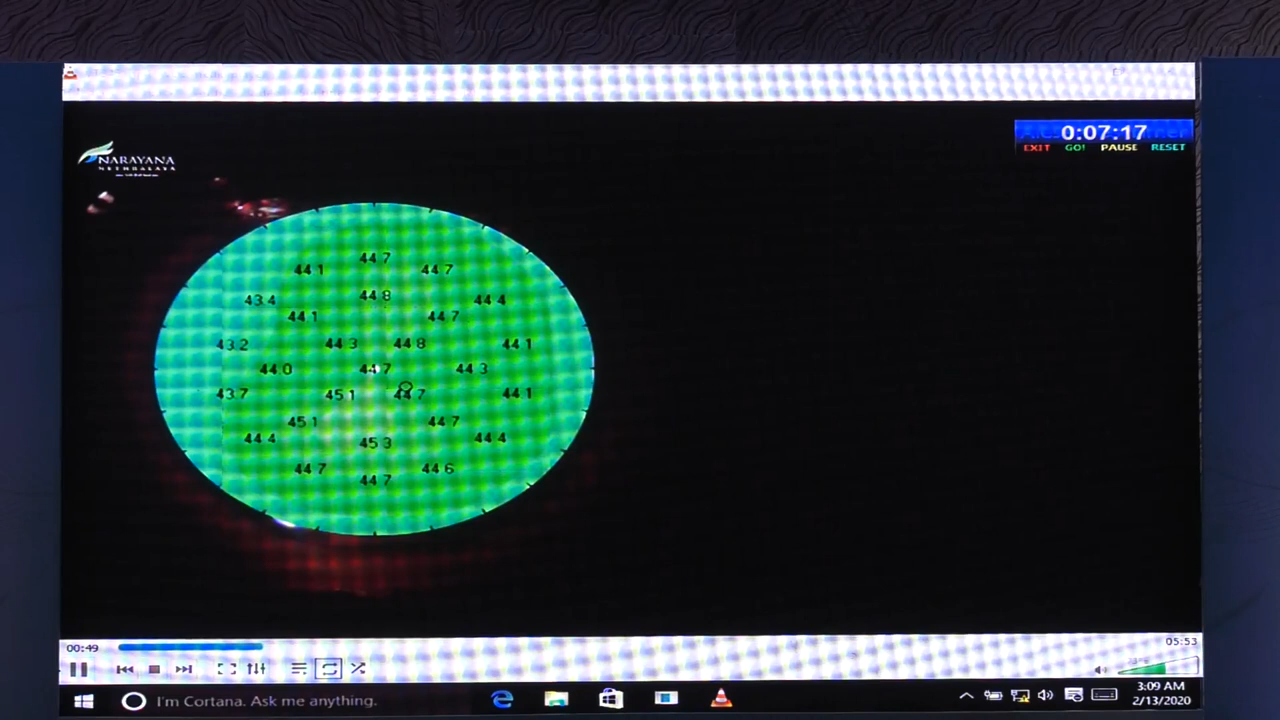 0:07:17
EXIT GO! PAUSE RESET
NARAYANA
NETHRALAYA
44.7
44.1 44.7
43.4 44.8 44.4
44.1 44.7
43.2 44.3 44.8 44.1
44.0 44.7 44.3
43.7 45.1 44.7 44.1
45.1 44.7
44.4 45.3 44.4
44.7 44.6
44.7
00:49 05:53
I'm Cortana. Ask me anything.
3:09 AM
2/13/2020